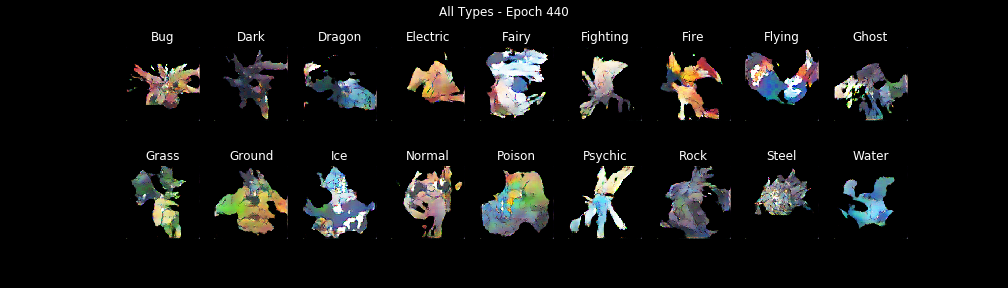 All Types - Epoch 440
Bug Dark Dragon Electric Fairy Fighting Fire Flying Ghost
Grass Ground Ice Normal Poison Psychic Rock Steel Water